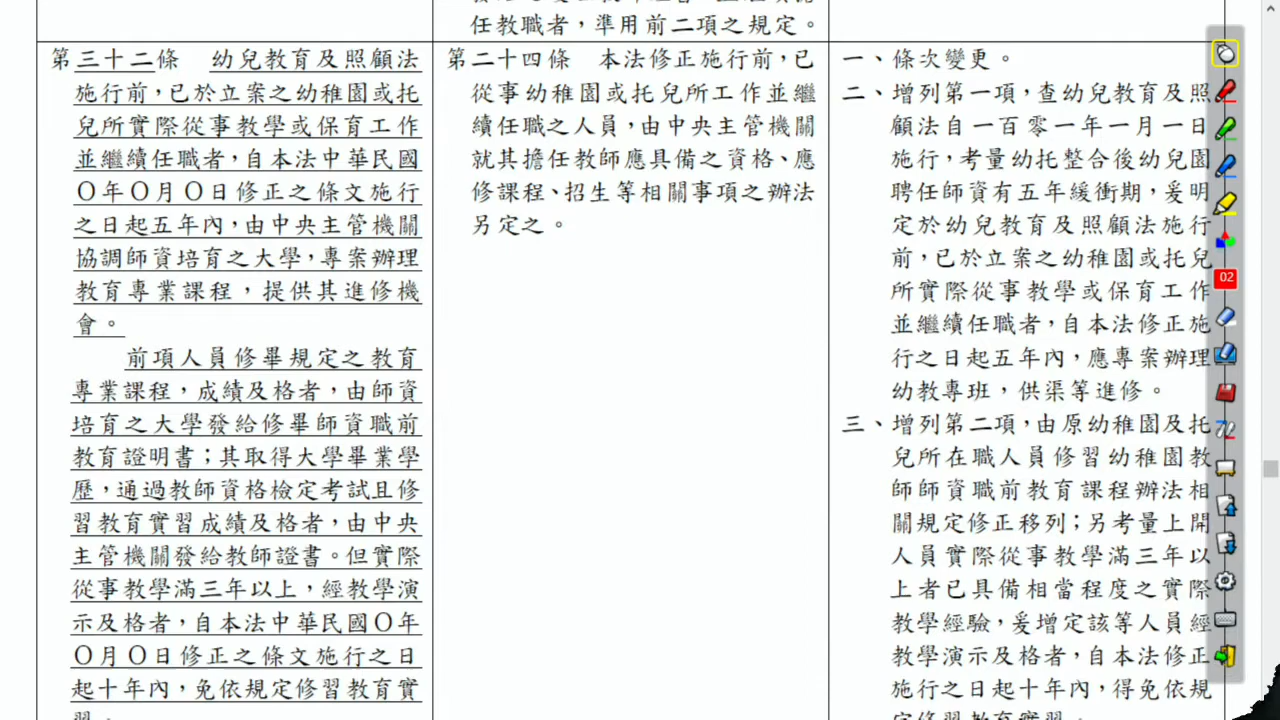 任教職者，準用前二項之規定。
第三十二條　幼兒教育及照顧法
施行前，已於立案之幼稚園或托
兒所實際從事教學或保育工作
並繼續任職者，自本法中華民國
○年○月○日修正之條文施行
之日起五年內，由中央主管機關
協調師資培育之大學，專案辦理
教育專業課程，提供其進修機
會。
前項人員修畢規定之教育
專業課程，成績及格者，由師資
培育之大學發給修畢師資職前
教育證明書；其取得大學畢業學
歷，通過教師資格檢定考試且修
習教育實習成績及格者，由中央
主管機關發給教師證書。但實際
從事教學滿三年以上，經教學演
示及格者，自本法中華民國○年
○月○日修正之條文施行之日
起十年內，免依規定修習教育實
第二十四條　本法修正施行前，已
從事幼稚園或托兒所工作並繼
續任職之人員，由中央主管機關
就其擔任教師應具備之資格、應
修課程、招生等相關事項之辦法
另定之。
一、條次變更。
二、增列第一項，查幼兒教育及照
顧法自一百零一年一月一日
施行，考量幼托整合後幼兒園
聘任師資有五年緩衝期，爰明
定於幼兒教育及照顧法施行
前，已於立案之幼稚園或托兒
所實際從事教學或保育工作
並繼續任職者，自本法修正施
行之日起五年內，應專案辦理
幼教專班，供渠等進修。
三、增列第二項，由原幼稚園及托
兒所在職人員修習幼稚園教
師師資職前教育課程辦法相
關規定修正移列；另考量上開
人員實際從事教學滿三年以
上者已具備相當程度之實際
教學經驗，爰增定該等人員經
教學演示及格者，自本法修正
施行之日起十年內，得免依規
02